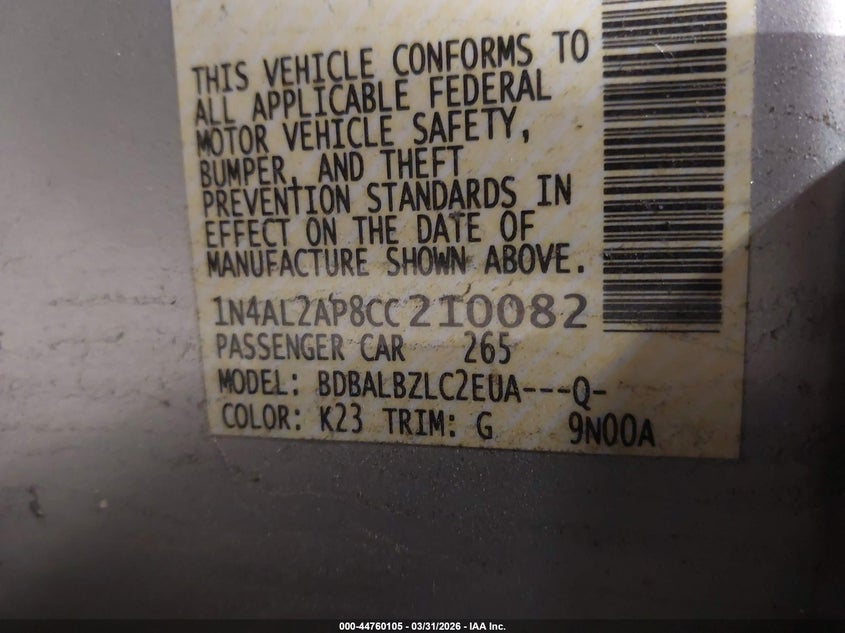 THIS VEHICLE CONFORMS TO
ALL APPLICABLE FEDERAL
MOTOR VEHICLE SAFETY,
BUMPER, AND THEFT
PREVENTION STANDARDS IN
EFFECT ON THE DATE OF
MANUFACTURE SHOWN ABOVE.
1N4AL2AP8CC210082
PASSENGER CAR 265
MODEL: BDBALBZLC2EUA---Q-
COLOR: K23 TRIM: G 9N00A
000-44760105 - 03/31/2026 - IAA Inc.